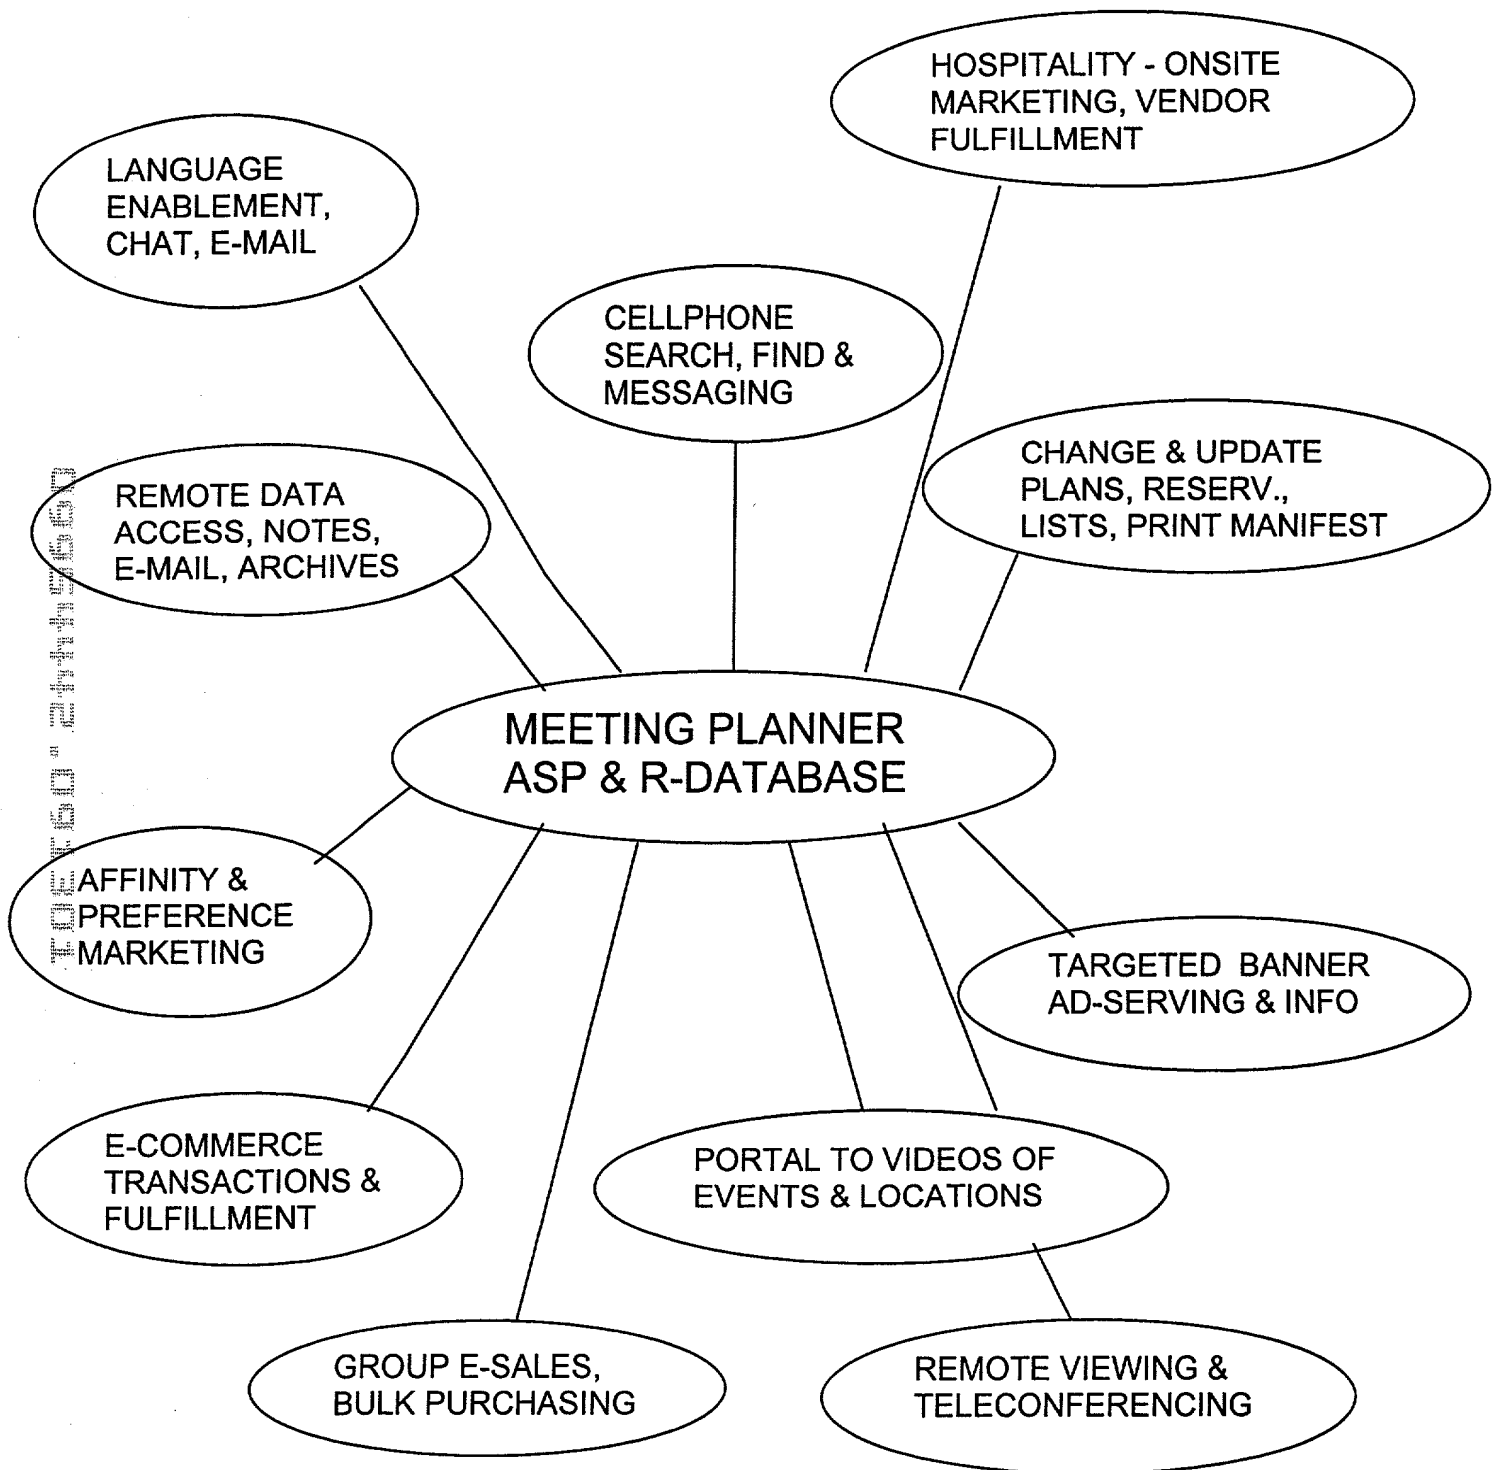 HOSPITALITY - ONSITE
MARKETING, VENDOR
FULFILLMENT
LANGUAGE
ENABLEMENT,
CHAT, E-MAIL
CELLPHONE
SEARCH, FIND &
MESSAGING
CHANGE & UPDATE
PLANS, RESERV.,
LISTS, PRINT MANIFEST
REMOTE DATA
ACCESS, NOTES,
E-MAIL, ARCHIVES
MEETING PLANNER
ASP & R-DATABASE
AFFINITY &
PREFERENCE
MARKETING
TARGETED BANNER
AD-SERVING & INFO
E-COMMERCE
TRANSACTIONS &
FULFILLMENT
PORTAL TO VIDEOS OF
EVENTS & LOCATIONS
GROUP E-SALES,
BULK PURCHASING
REMOTE VIEWING &
TELECONFERENCING